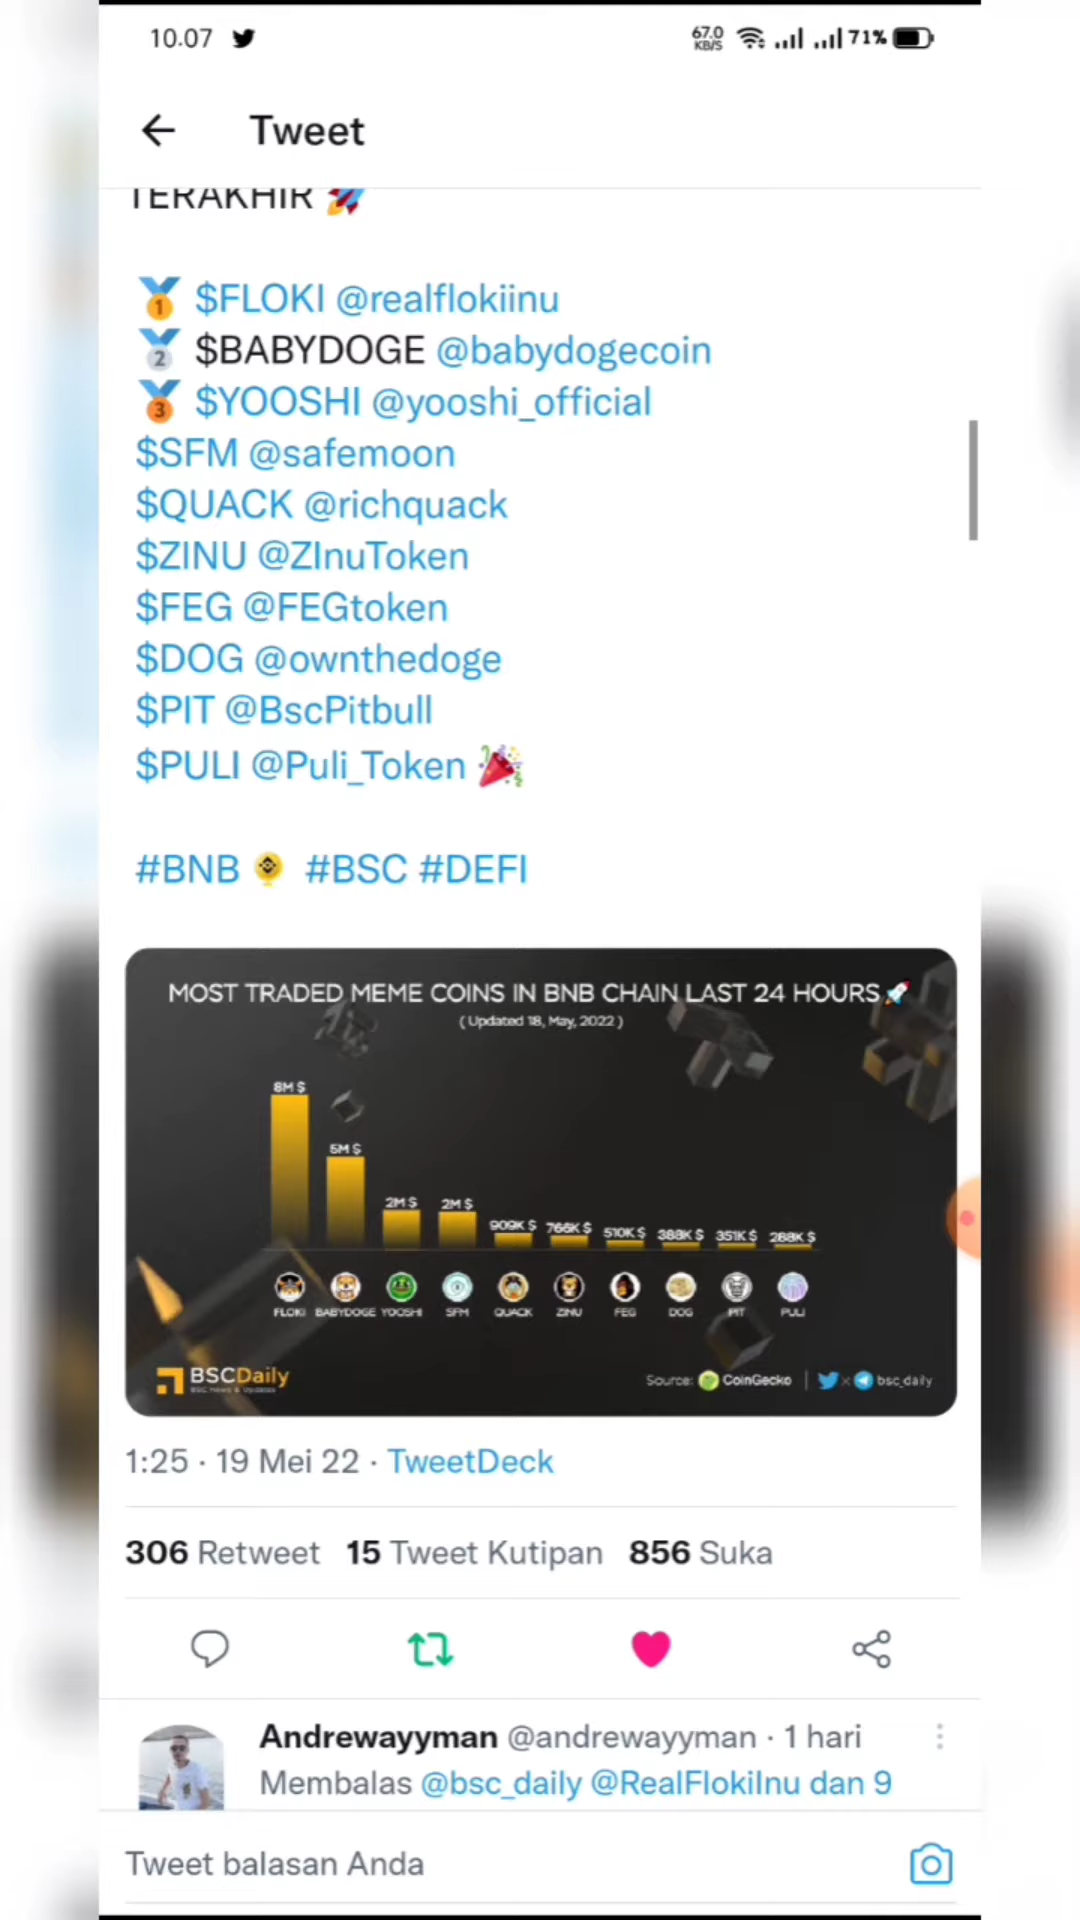 10.07
67.0
KB/S
71%
Tweet
TERAKHIR
$FLOKI @realflokiinu
$BABYDOGE @babydogecoin
$YOOSHI @yooshi_official
$SFM @safemoon
$QUACK @richquack
$ZINU @ZInuToken
$FEG @FEGtoken
$DOG @ownthedoge
$PIT @BscPitbull
$PULI @Puli_Token
#BNB #BSC #DEFI
MOST TRADED MEME COINS IN BNB CHAIN LAST 24 HOURS
( Updated 18, May, 2022 )
8M $
5M $
2M $
2M $
909K $
766K $
510K $
388K $
351K $
288K $
FLOKI BABYDOGE YOOSHI SFM QUACK ZINU FEG DOG PIT PULI
BSCDaily
BSC News & Updates
Source: CoinGecko | x bsc_daily
1:25 · 19 Mei 22 · TweetDeck
306 Retweet 15 Tweet Kutipan 856 Suka
Andrewayyman @andrewayyman · 1 hari
Membalas @bsc_daily @RealFlokiInu dan 9
Tweet balasan Anda